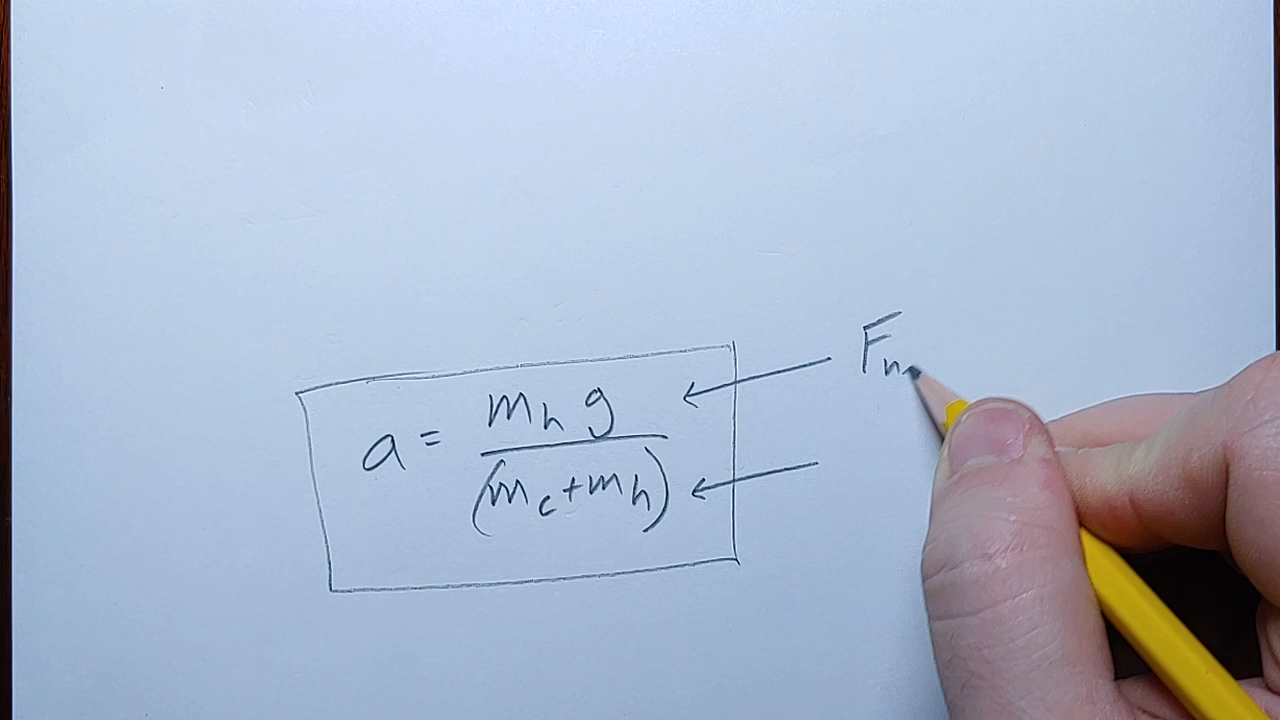 a = m_h g / (m_c + m_h)
F_n